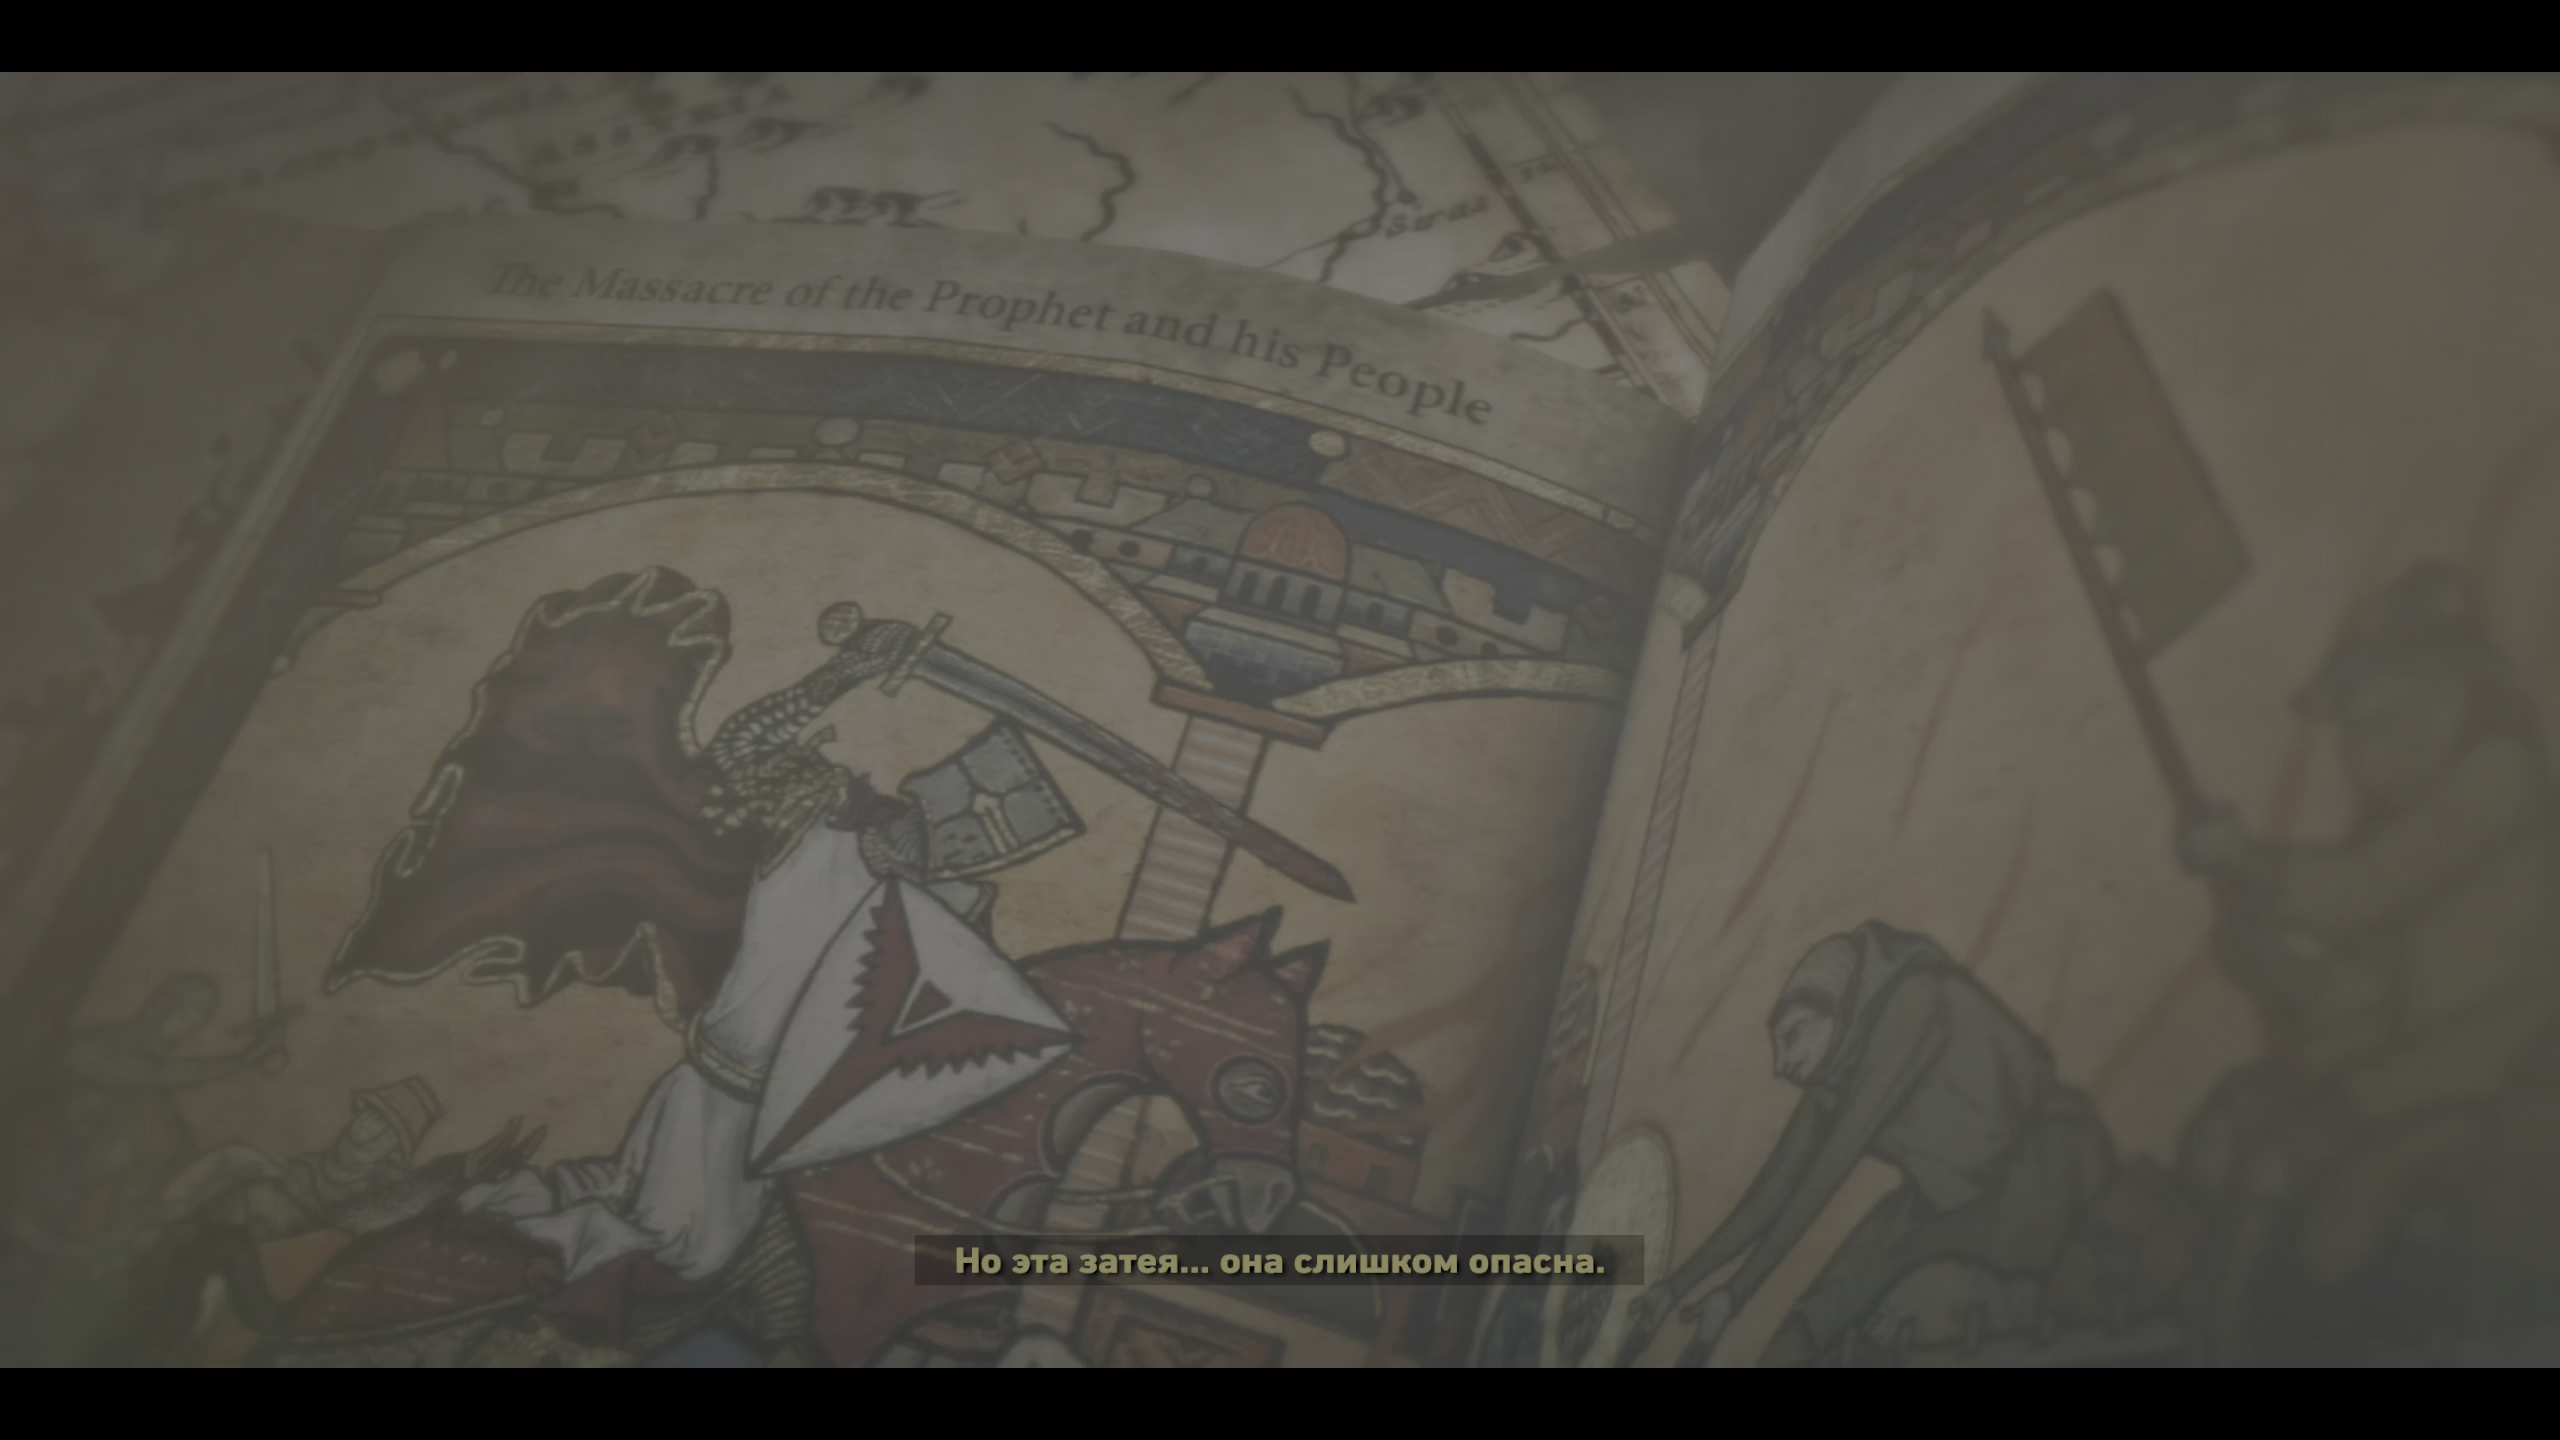 The Massacre of the Prophet and his People
Но эта затея... она слишком опасна.